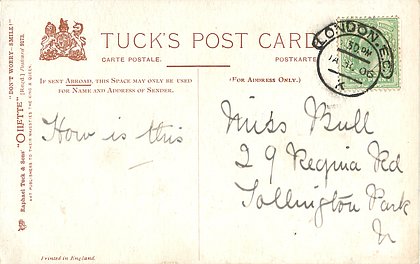 TUCK'S POST CARD
CARTE POSTALE.
POSTKARTE
IF SENT ABROAD, THIS SPACE MAY ONLY BE USED
FOR NAME AND ADDRESS OF SENDER.
(FOR ADDRESS ONLY.)
How is this
Miss Bull
29 Regina Rd
Tollington Park
N
LONDON. E.C.
06
"DON'T WORRY-SMILE!"
Raphael Tuck & Sons' "OILETTE" [Regd.] Postcard
ART PUBLISHERS TO THEIR MAJESTIES THE KING & QUEEN.
Printed in England.